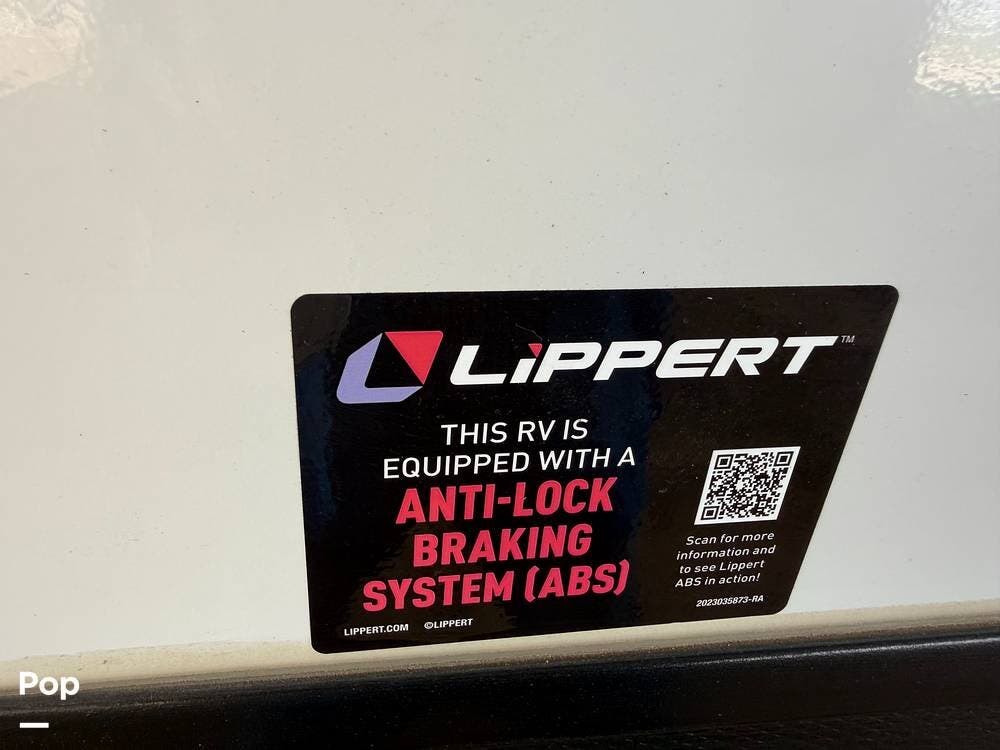 LiPPERT™
THIS RV IS
EQUIPPED WITH A
ANTI-LOCK
BRAKING
SYSTEM (ABS)
Scan for more
information and
to see Lippert
ABS in action!
2023035873-RA
LIPPERT.COM ©LIPPERT
Pop